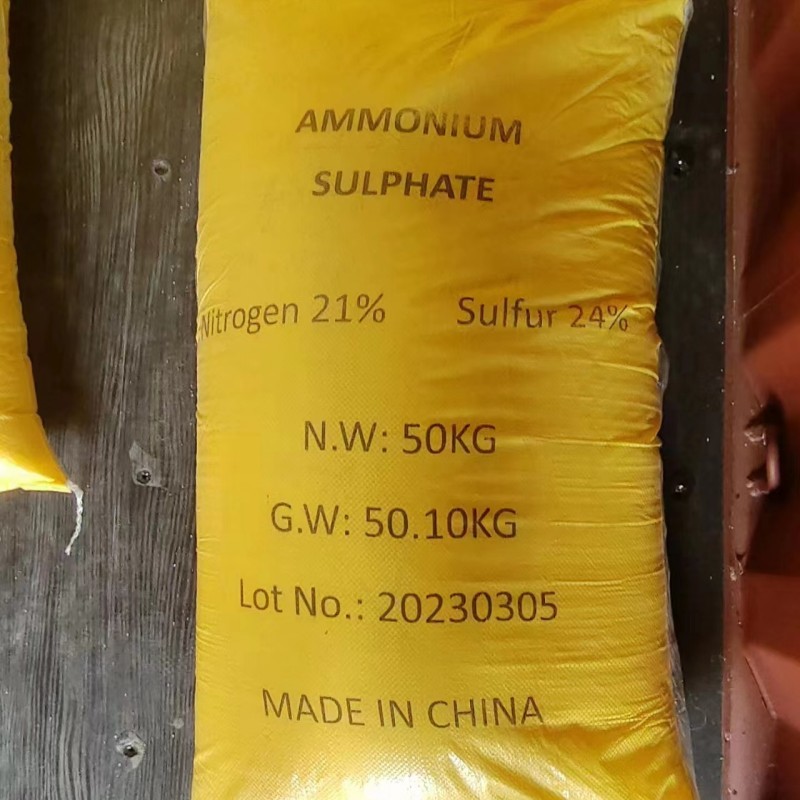 AMMONIUM
SULPHATE
Nitrogen 21% Sulfur 24%
N.W: 50KG
G.W: 50.10KG
Lot No.: 20230305
MADE IN CHINA